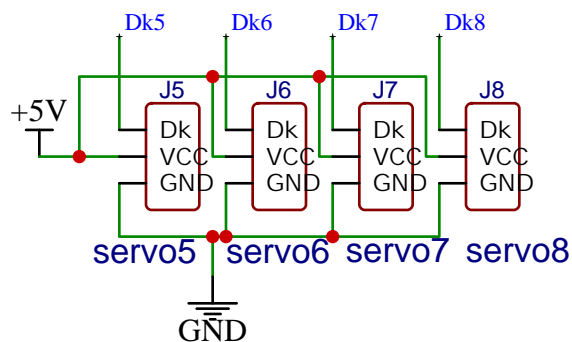 Dk5 Dk6 Dk7 Dk8
J5 J6 J7 J8
+5V
Dk Dk Dk Dk
VCC VCC VCC VCC
GND GND GND GND
servo5 servo6 servo7 servo8
GND